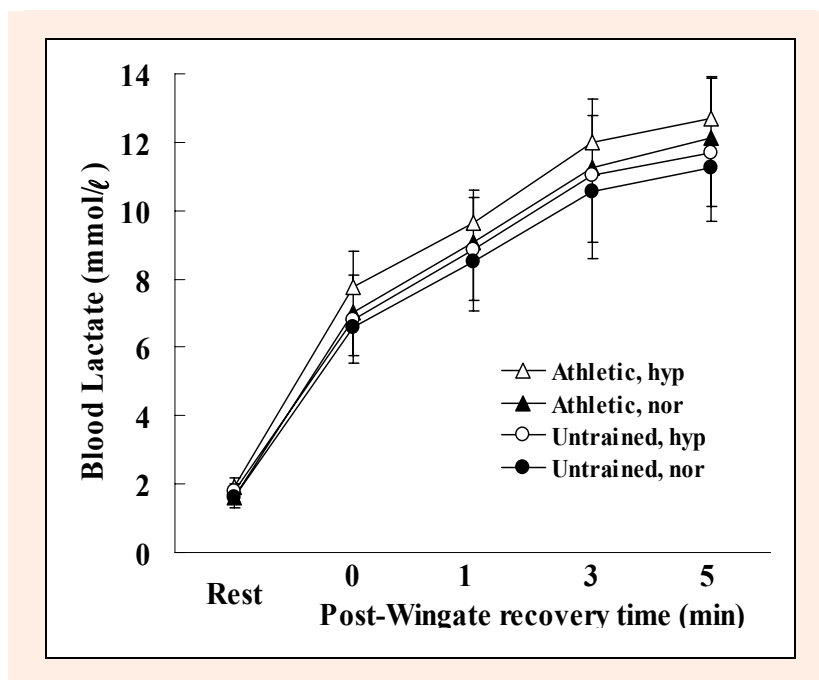 14
12
10
8
6
4
2
0
Blood Lactate (mmol/ℓ)
Athletic, hyp
Athletic, nor
Untrained, hyp
Untrained, nor
Rest
0 1 3 5
Post-Wingate recovery time (min)